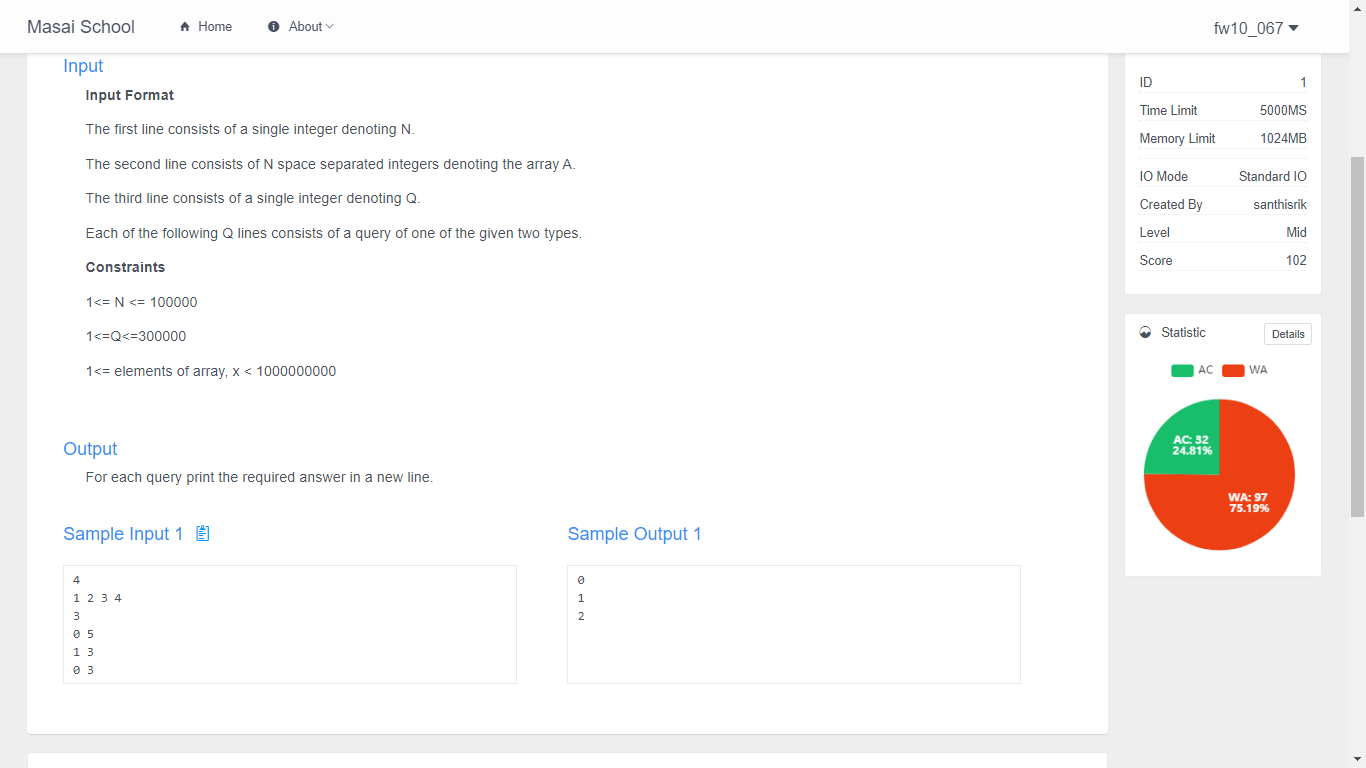 Masai School
Home
About
fw10_067
Input
Input Format
The first line consists of a single integer denoting N.
The second line consists of N space separated integers denoting the array A.
The third line consists of a single integer denoting Q.
Each of the following Q lines consists of a query of one of the given two types.
Constraints
1<= N <= 100000
1<=Q<=300000
1<= elements of array, x < 1000000000
Output
For each query print the required answer in a new line.
Sample Input 1
4
1 2 3 4
3
0 5
1 3
0 3
Sample Output 1
0
1
2
ID 1
Time Limit 5000MS
Memory Limit 1024MB
IO Mode Standard IO
Created By santhisrik
Level Mid
Score 102
Statistic
Details
AC WA
AC: 32
24.81%
WA: 97
75.19%